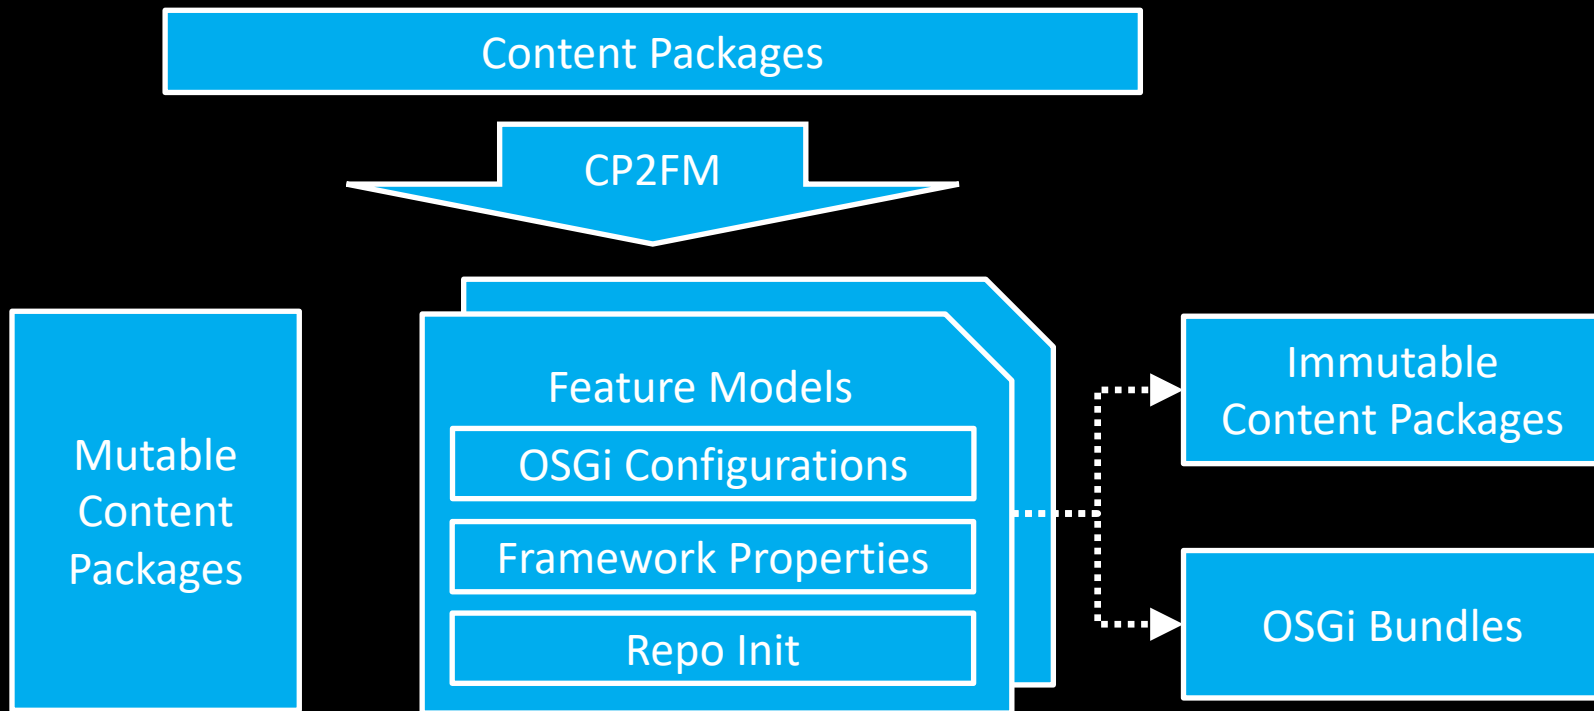 Content Packages
CP2FM
Mutable
Content
Packages
Feature Models
OSGi Configurations
Framework Properties
Repo Init
Immutable
Content Packages
OSGi Bundles